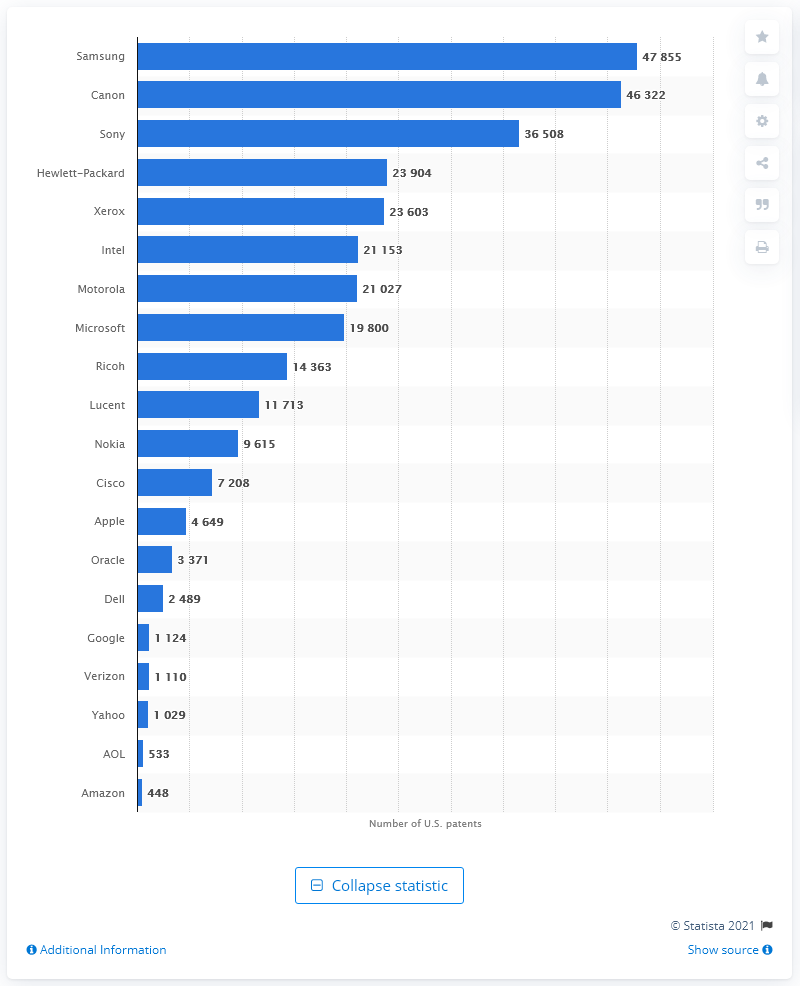 Samsung 47 855
Canon 46 322
Sony 36 508
Hewlett-Packard 23 904
Xerox 23 603
Intel 21 153
Motorola 21 027
Microsoft 19 800
Ricoh 14 363
Lucent 11 713
Nokia 9 615
Cisco 7 208
Apple 4 649
Oracle 3 371
Dell 2 489
Google 1 124
Verizon 1 110
Yahoo 1 029
AOL 533
Amazon 448
Number of U.S. patents
Collapse statistic
© Statista 2021
Additional Information Show source